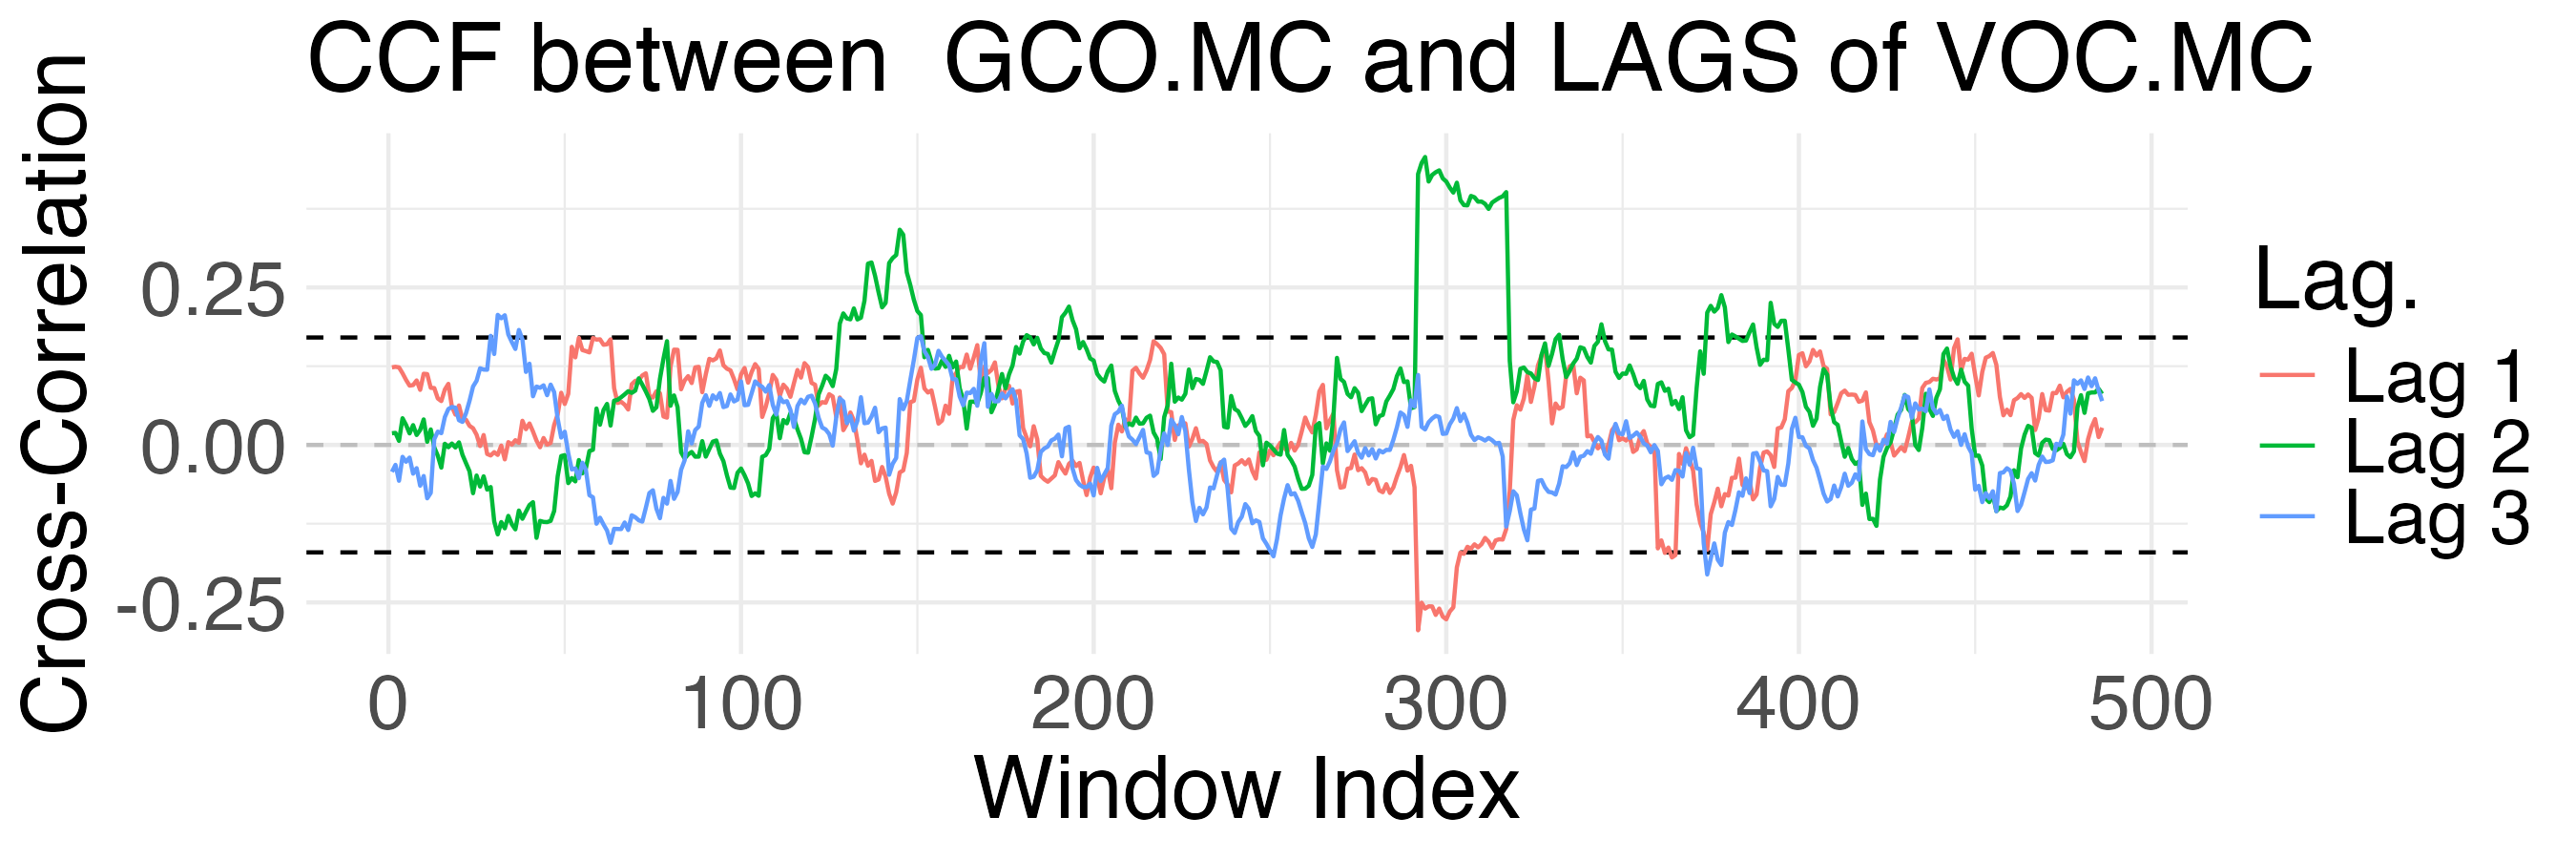 CCF between  GCO.MC and LAGS of VOC.MC
Cross-Correlation
0.25
0.00
-0.25
0
100
200
300
400
500
Window Index
Lag.
Lag 1
Lag 2
Lag 3